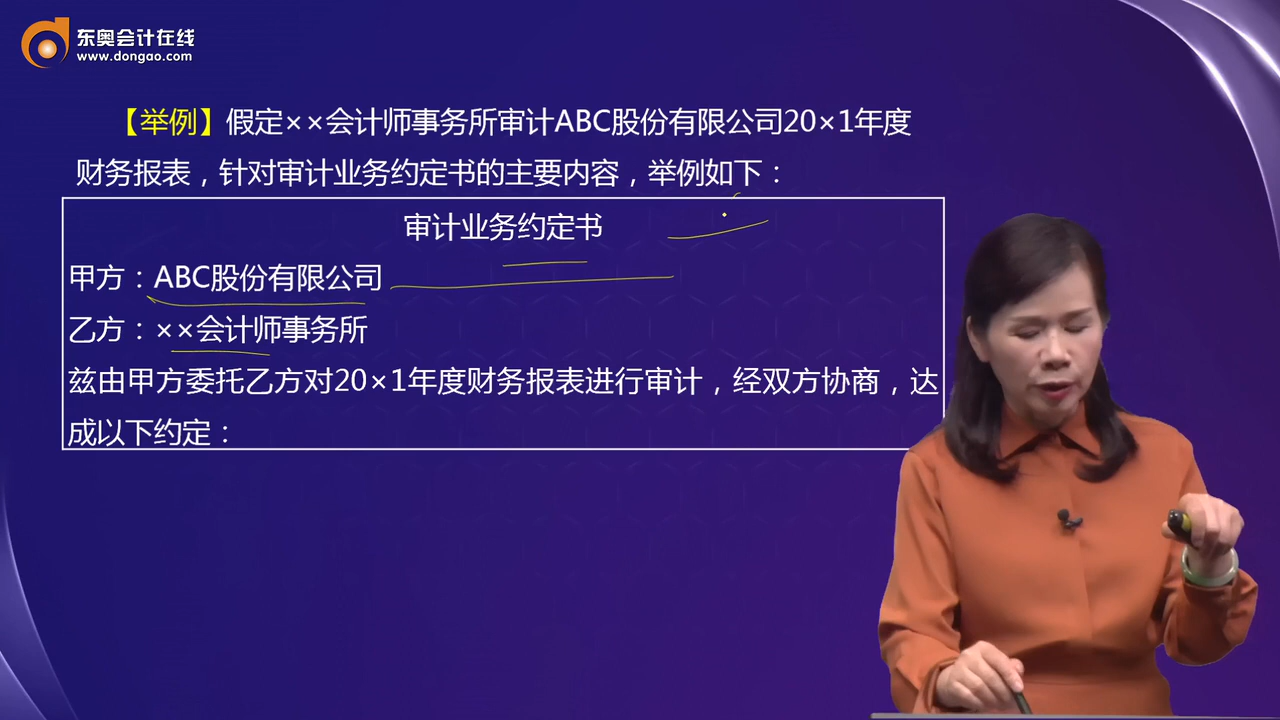 东奥会计在线
www.dongao.com
【举例】假定××会计师事务所审计ABC股份有限公司20×1年度
财务报表，针对审计业务约定书的主要内容，举例如下：
审计业务约定书
甲方：ABC股份有限公司
乙方：××会计师事务所
兹由甲方委托乙方对20×1年度财务报表进行审计，经双方协商，达
成以下约定：